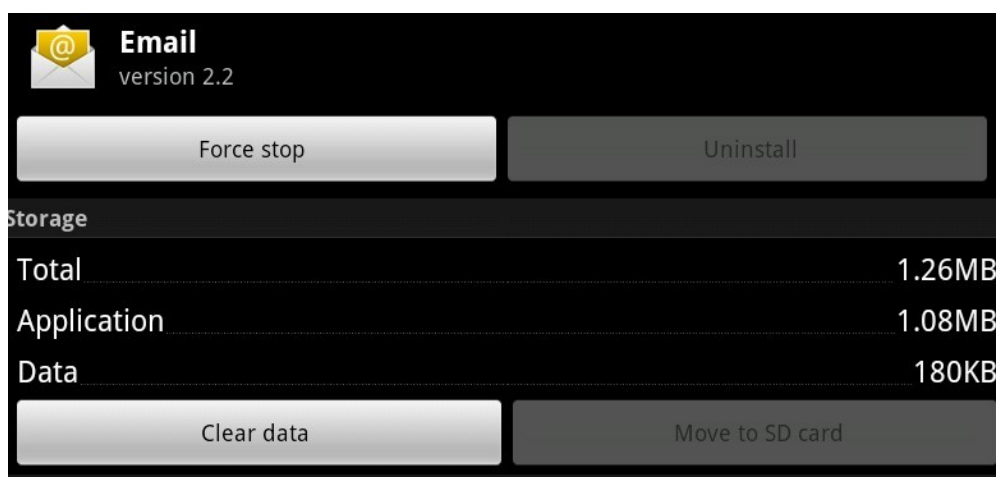 Email
version 2.2
Force stop Uninstall
Storage
Total 1.26MB
Application 1.08MB
Data 180KB
Clear data Move to SD card